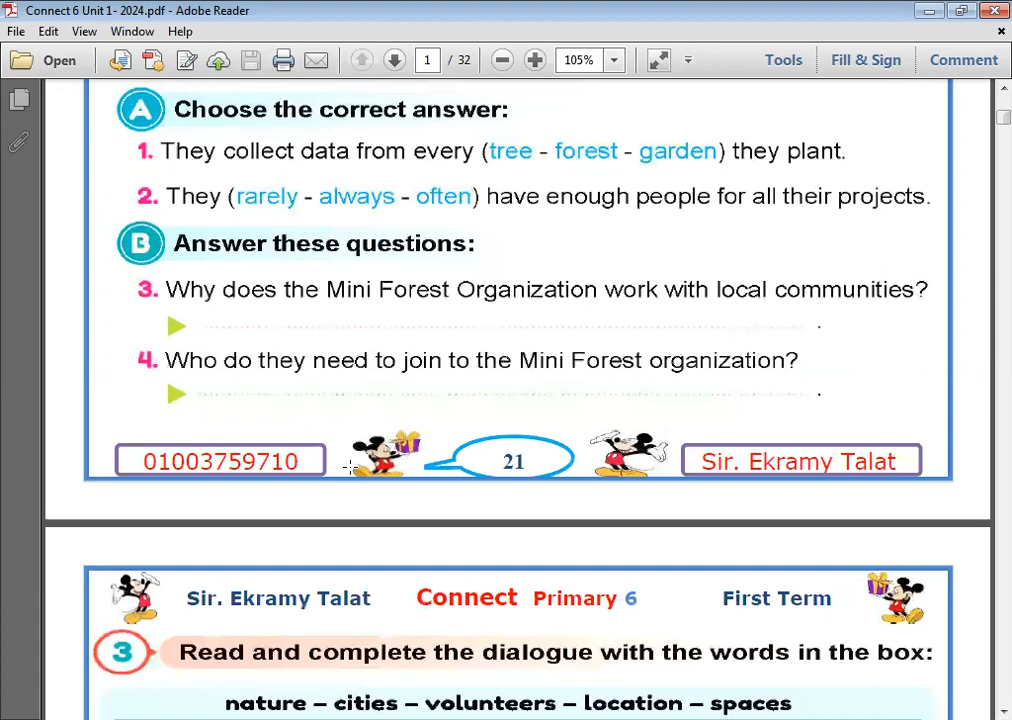 Connect 6 Unit 1- 2024.pdf - Adobe Reader
File Edit View Window Help
Open 1 / 32 105% Tools Fill & Sign Comment
A Choose the correct answer:
1. They collect data from every (tree - forest - garden) they plant.
2. They (rarely - always - often) have enough people for all their projects.
B Answer these questions:
3. Why does the Mini Forest Organization work with local communities?
.
4. Who do they need to join to the Mini Forest organization?
.
01003759710 21 Sir. Ekramy Talat
Sir. Ekramy Talat Connect Primary 6 First Term
3 Read and complete the dialogue with the words in the box:
nature – cities – volunteers – location – spaces